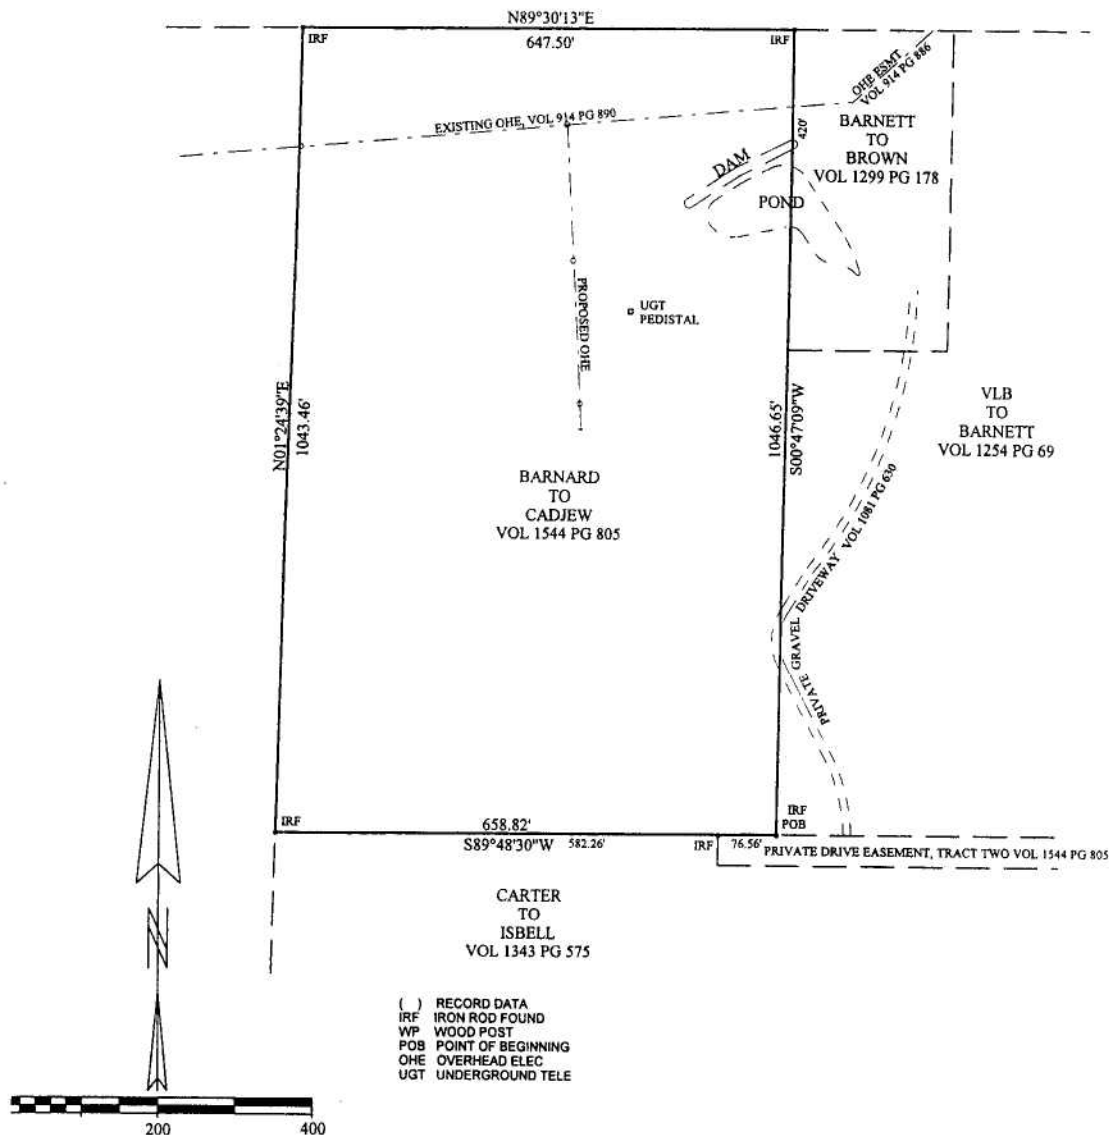 N89°30'13"E
IRF
647.50'
IRF
OHE ESMT
VOL 914 PG 886
EXISTING OHE, VOL 914 PG 890
420'
BARNETT
TO
BROWN
VOL 1299 PG 178
DAM
POND
PROPOSED OHE
UGT
PEDISTAL
N01°24'39"E
1043.46'
1046.65'
S00°47'09"W
VLB
TO
BARNETT
VOL 1254 PG 69
BARNARD
TO
CADJEW
VOL 1544 PG 805
PRIVATE GRAVEL DRIVEWAY VOL 1081 PG 630
IRF
658.82'
IRF
POB
S89°48'30"W
582.26'
IRF
76.56'
PRIVATE DRIVE EASEMENT, TRACT TWO VOL 1544 PG 805
CARTER
TO
ISBELL
VOL 1343 PG 575
N
( ) RECORD DATA
IRF IRON ROD FOUND
WP WOOD POST
POB POINT OF BEGINNING
OHE OVERHEAD ELEC
UGT UNDERGROUND TELE
200
400